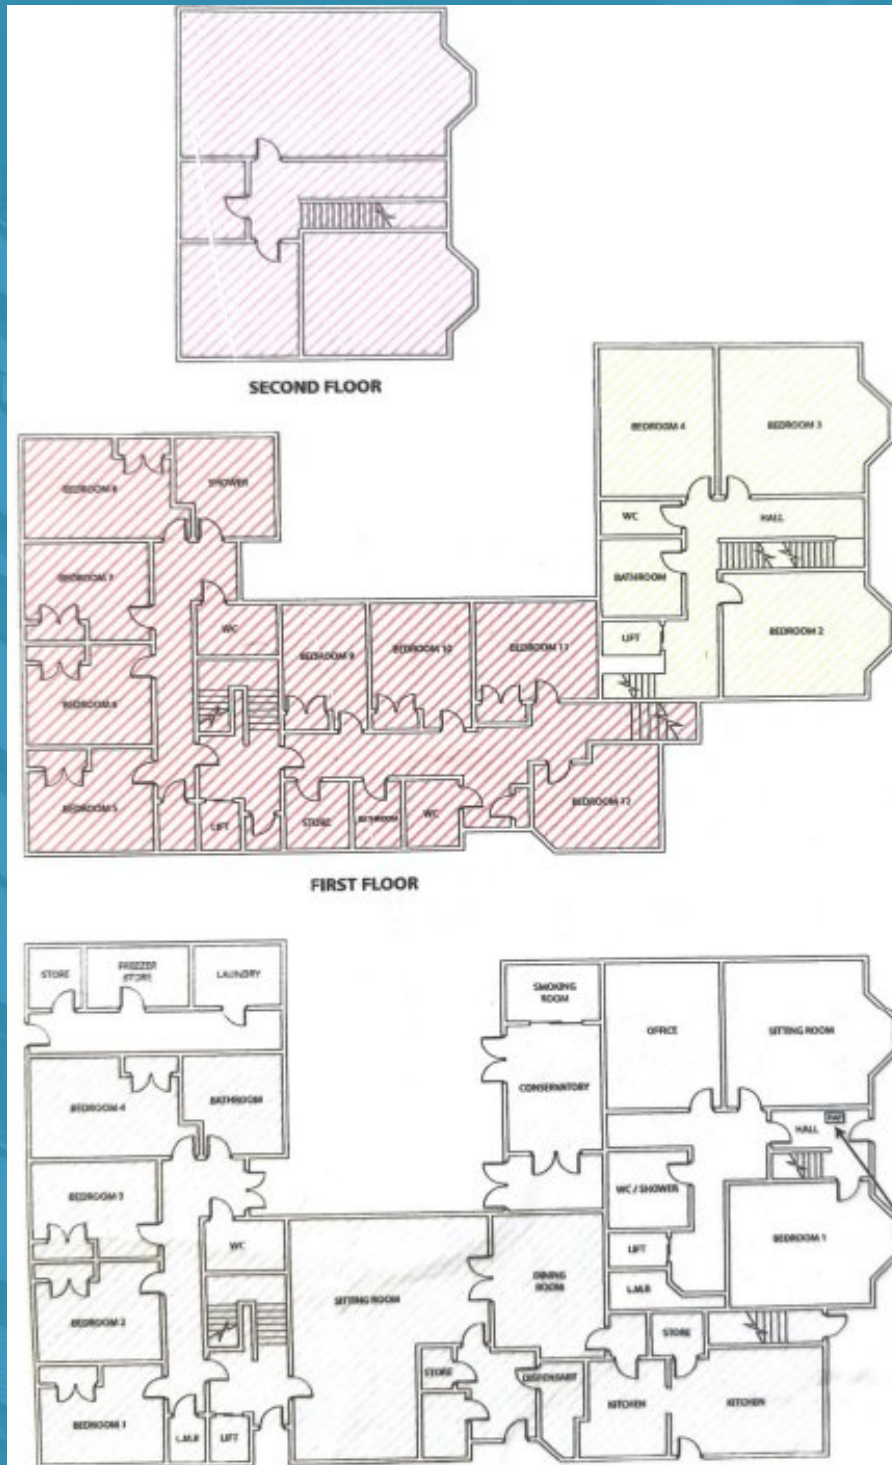 SECOND FLOOR
BEDROOM 4
BEDROOM 3
WC
HALL
BATHROOM
BEDROOM 2
LIFT
SHOWER
BEDROOM 7
WC
BEDROOM 9
BEDROOM 10
BEDROOM 11
BEDROOM 5
LIFT
STORE
BATHROOM
WC
BEDROOM 12
FIRST FLOOR
STORE
FREEZER
STORE
LAUNDRY
SMOKING
ROOM
OFFICE
SITTING ROOM
CONSERVATORY
BEDROOM 4
BATHROOM
HALL
BEDROOM 3
WC / SHOWER
BEDROOM 1
WC
LIFT
SITTING ROOM
DINING
ROOM
L.M.R
BEDROOM 2
STORE
STORE
DISPENSARY
KITCHEN
KITCHEN
BEDROOM 1
L.M.R
LIFT